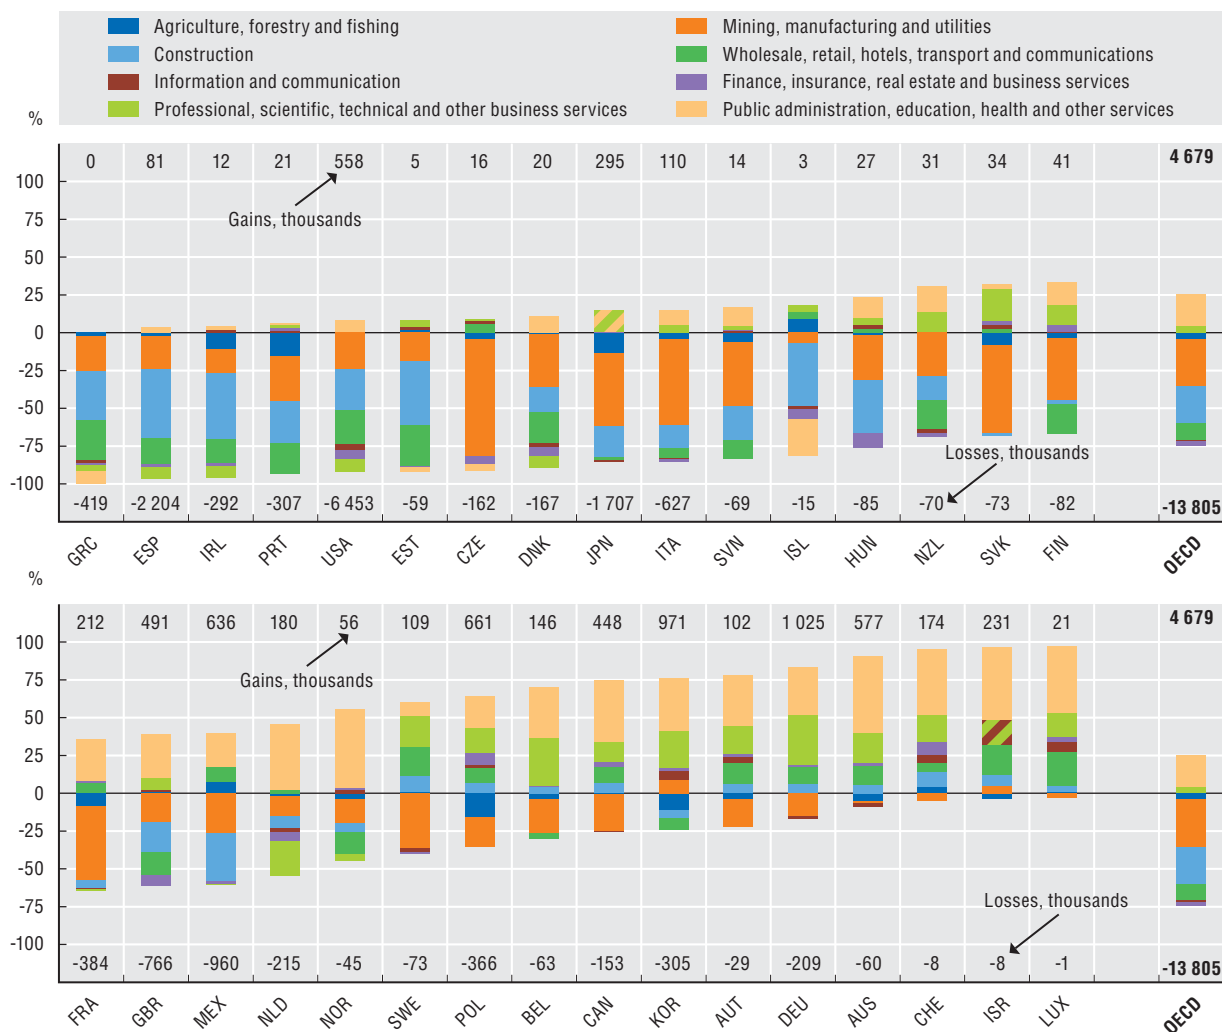 Agriculture, forestry and fishing
Mining, manufacturing and utilities
Construction
Wholesale, retail, hotels, transport and communications
Information and communication
Finance, insurance, real estate and business services
Professional, scientific, technical and other business services
Public administration, education, health and other services
%
0 81 12 21 558 5 16 20 295 110 14 3 27 31 34 41 4 679
100
Gains, thousands
75
50
25
0
-25
-50
-75
Losses, thousands
-100
-419 -2 204 -292 -307 -6 453 -59 -162 -167 -1 707 -627 -69 -15 -85 -70 -73 -82 -13 805
GRC ESP IRL PRT USA EST CZE DNK JPN ITA SVN ISL HUN NZL SVK FIN OECD
%
212 491 636 180 56 109 661 146 448 971 102 1 025 577 174 231 21 4 679
100
Gains, thousands
75
50
25
0
-25
-50
-75
Losses, thousands
-100
-384 -766 -960 -215 -45 -73 -366 -63 -153 -305 -29 -209 -60 -8 -8 -1 -13 805
FRA GBR MEX NLD NOR SWE POL BEL CAN KOR AUT DEU AUS CHE ISR LUX OECD